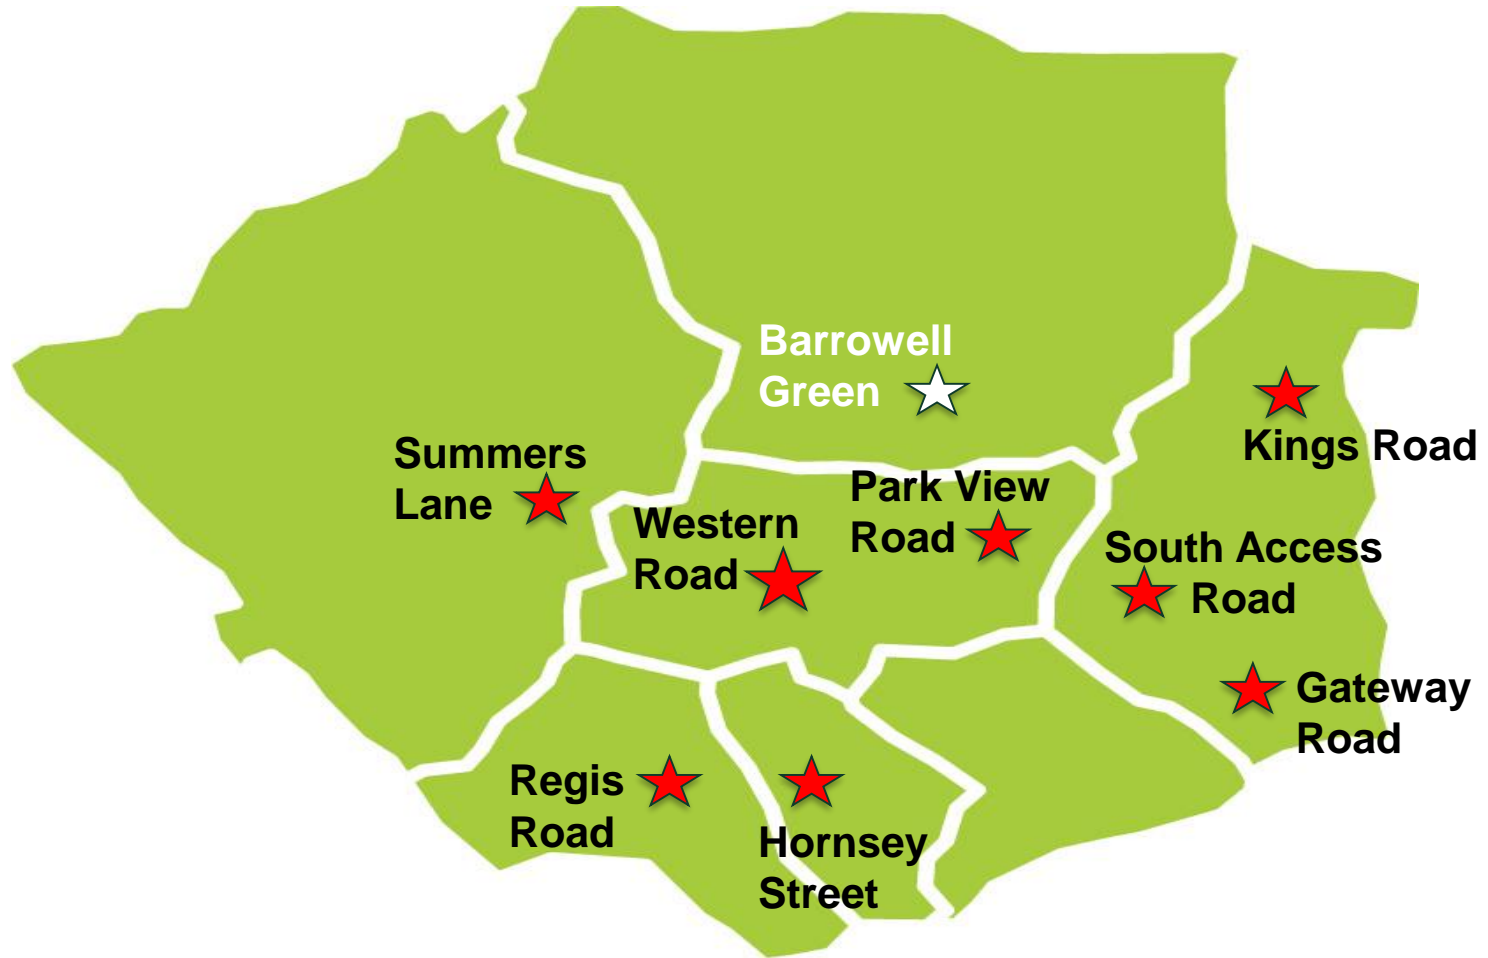 Barrowell
Green
Kings Road
Summers
Lane
Park View
Road
Western
Road
South Access
Road
Gateway
Road
Regis
Road
Hornsey
Street